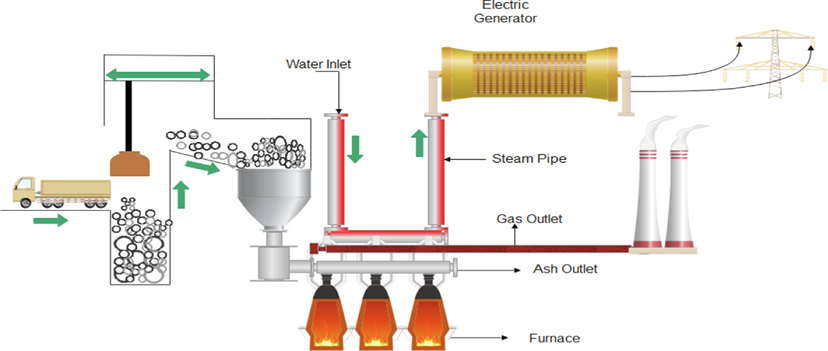 Electric
Generator
Water Inlet
Steam Pipe
Gas Outlet
Ash Outlet
Furnace